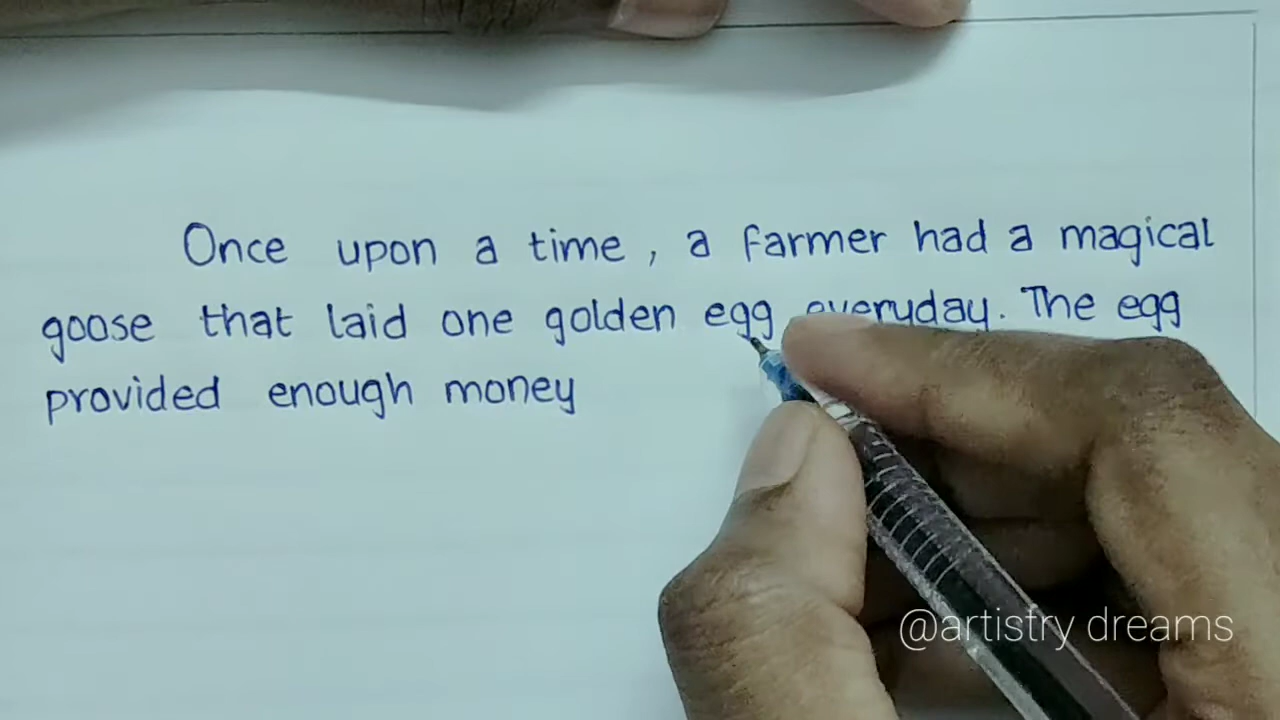 Once upon a time, a farmer had a magical
goose that laid one golden egg everyday. The egg
provided enough money
@artistry dreams